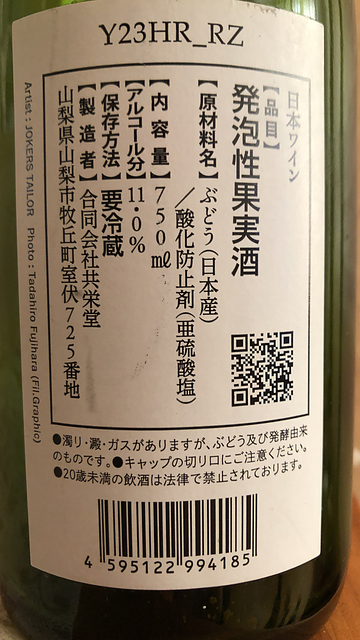 Y23HR_RZ
日本ワイン
【品目】
発泡性果実酒
【原材料名】ぶどう(日本産)
／酸化防止剤(亜硫酸塩)
【内容量】750㎖
【アルコール分】11.0%
【保存方法】要冷蔵
【製造者】合同会社共栄堂
山梨県山梨市牧丘町室伏725番地
Artist : JOKERS TAILOR Photo : Tadahiro Fujihara (Fii.Graphio)
●濁り・澱・ガスがありますが、ぶどう及び発酵由来
のものです。●キャップの切り口にご注意ください。
●20歳未満の飲酒は法律で禁止されております。
4 595122 994185